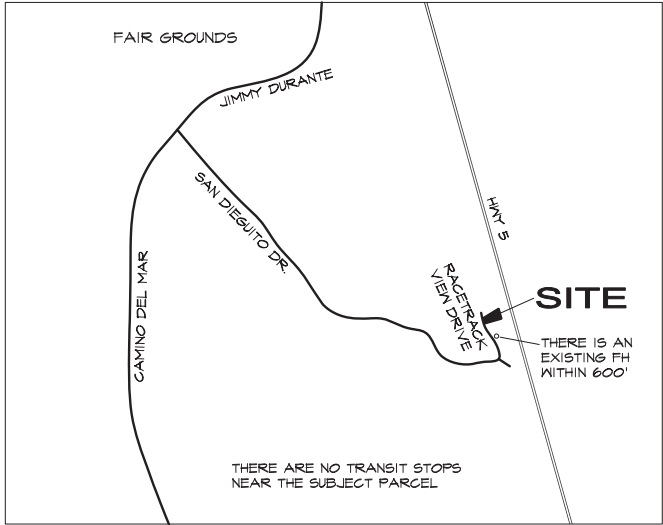 FAIR GROUNDS
JIMMY DURANTE
SAN DIEGUITO DR.
HWY 5
CAMINO DEL MAR
RACETRACK
VIEW DRIVE
SITE
THERE IS AN
EXISTING FH
WITHIN 600'
THERE ARE NO TRANSIT STOPS
NEAR THE SUBJECT PARCEL